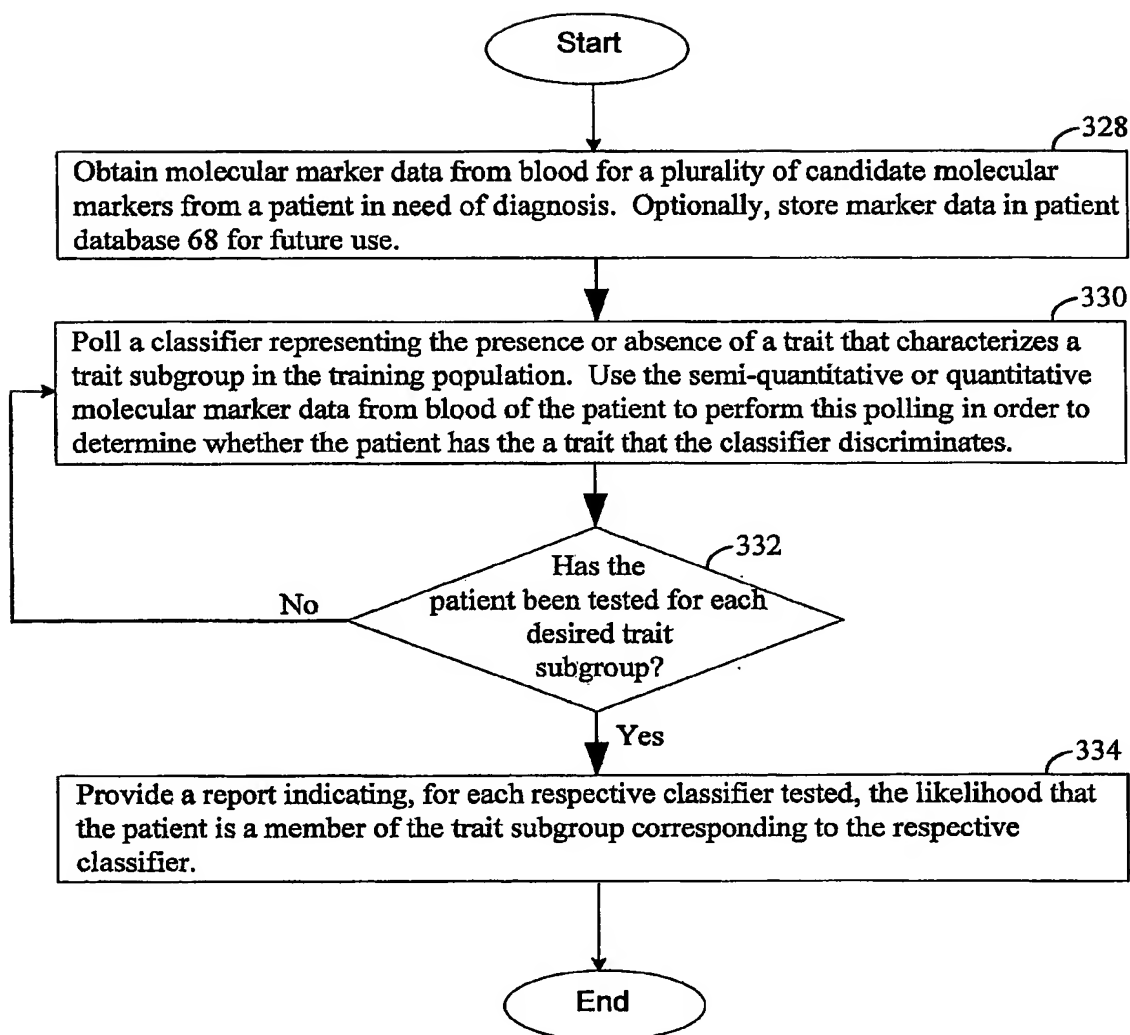 Start
328
Obtain molecular marker data from blood for a plurality of candidate molecular
markers from a patient in need of diagnosis. Optionally, store marker data in patient
database 68 for future use.
330
Poll a classifier representing the presence or absence of a trait that characterizes a
trait subgroup in the training population. Use the semi-quantitative or quantitative
molecular marker data from blood of the patient to perform this polling in order to
determine whether the patient has the a trait that the classifier discriminates.
332
Has the
patient been tested for each
desired trait
subgroup?
No
Yes
334
Provide a report indicating, for each respective classifier tested, the likelihood that
the patient is a member of the trait subgroup corresponding to the respective
classifier.
End